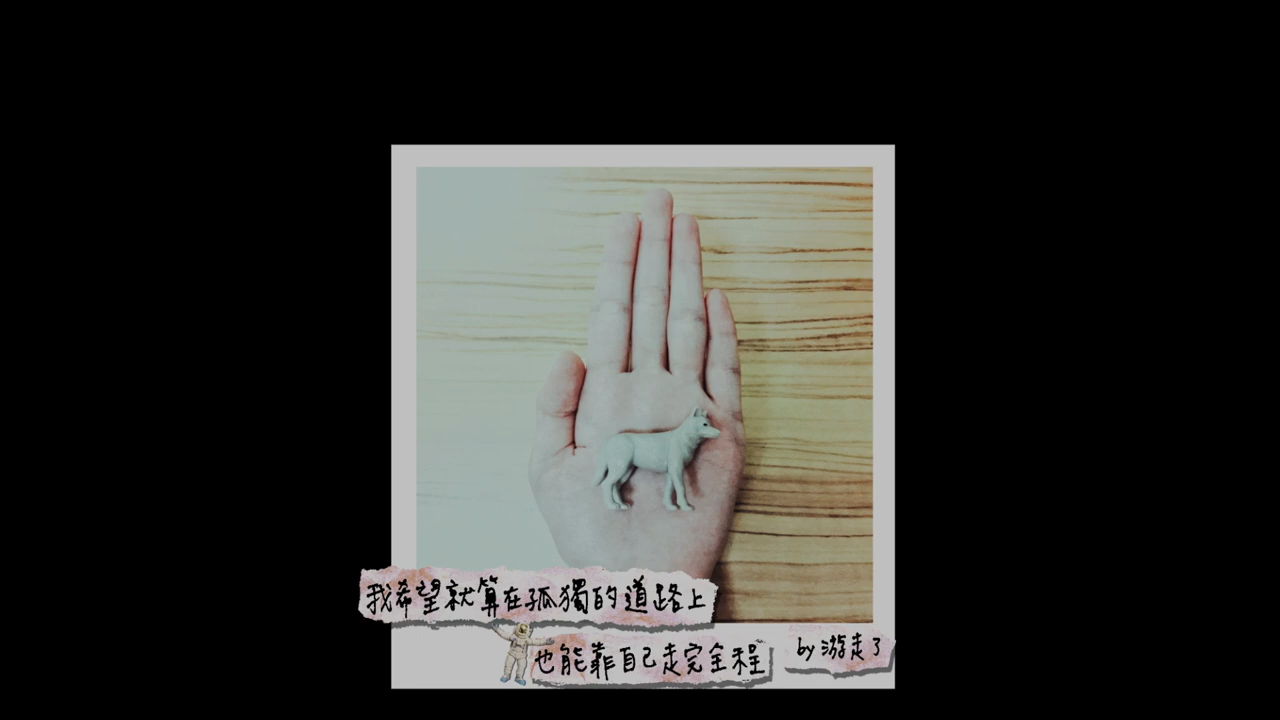 我希望就算在孤獨的道路上
也能靠自己走完全程
by 游走了